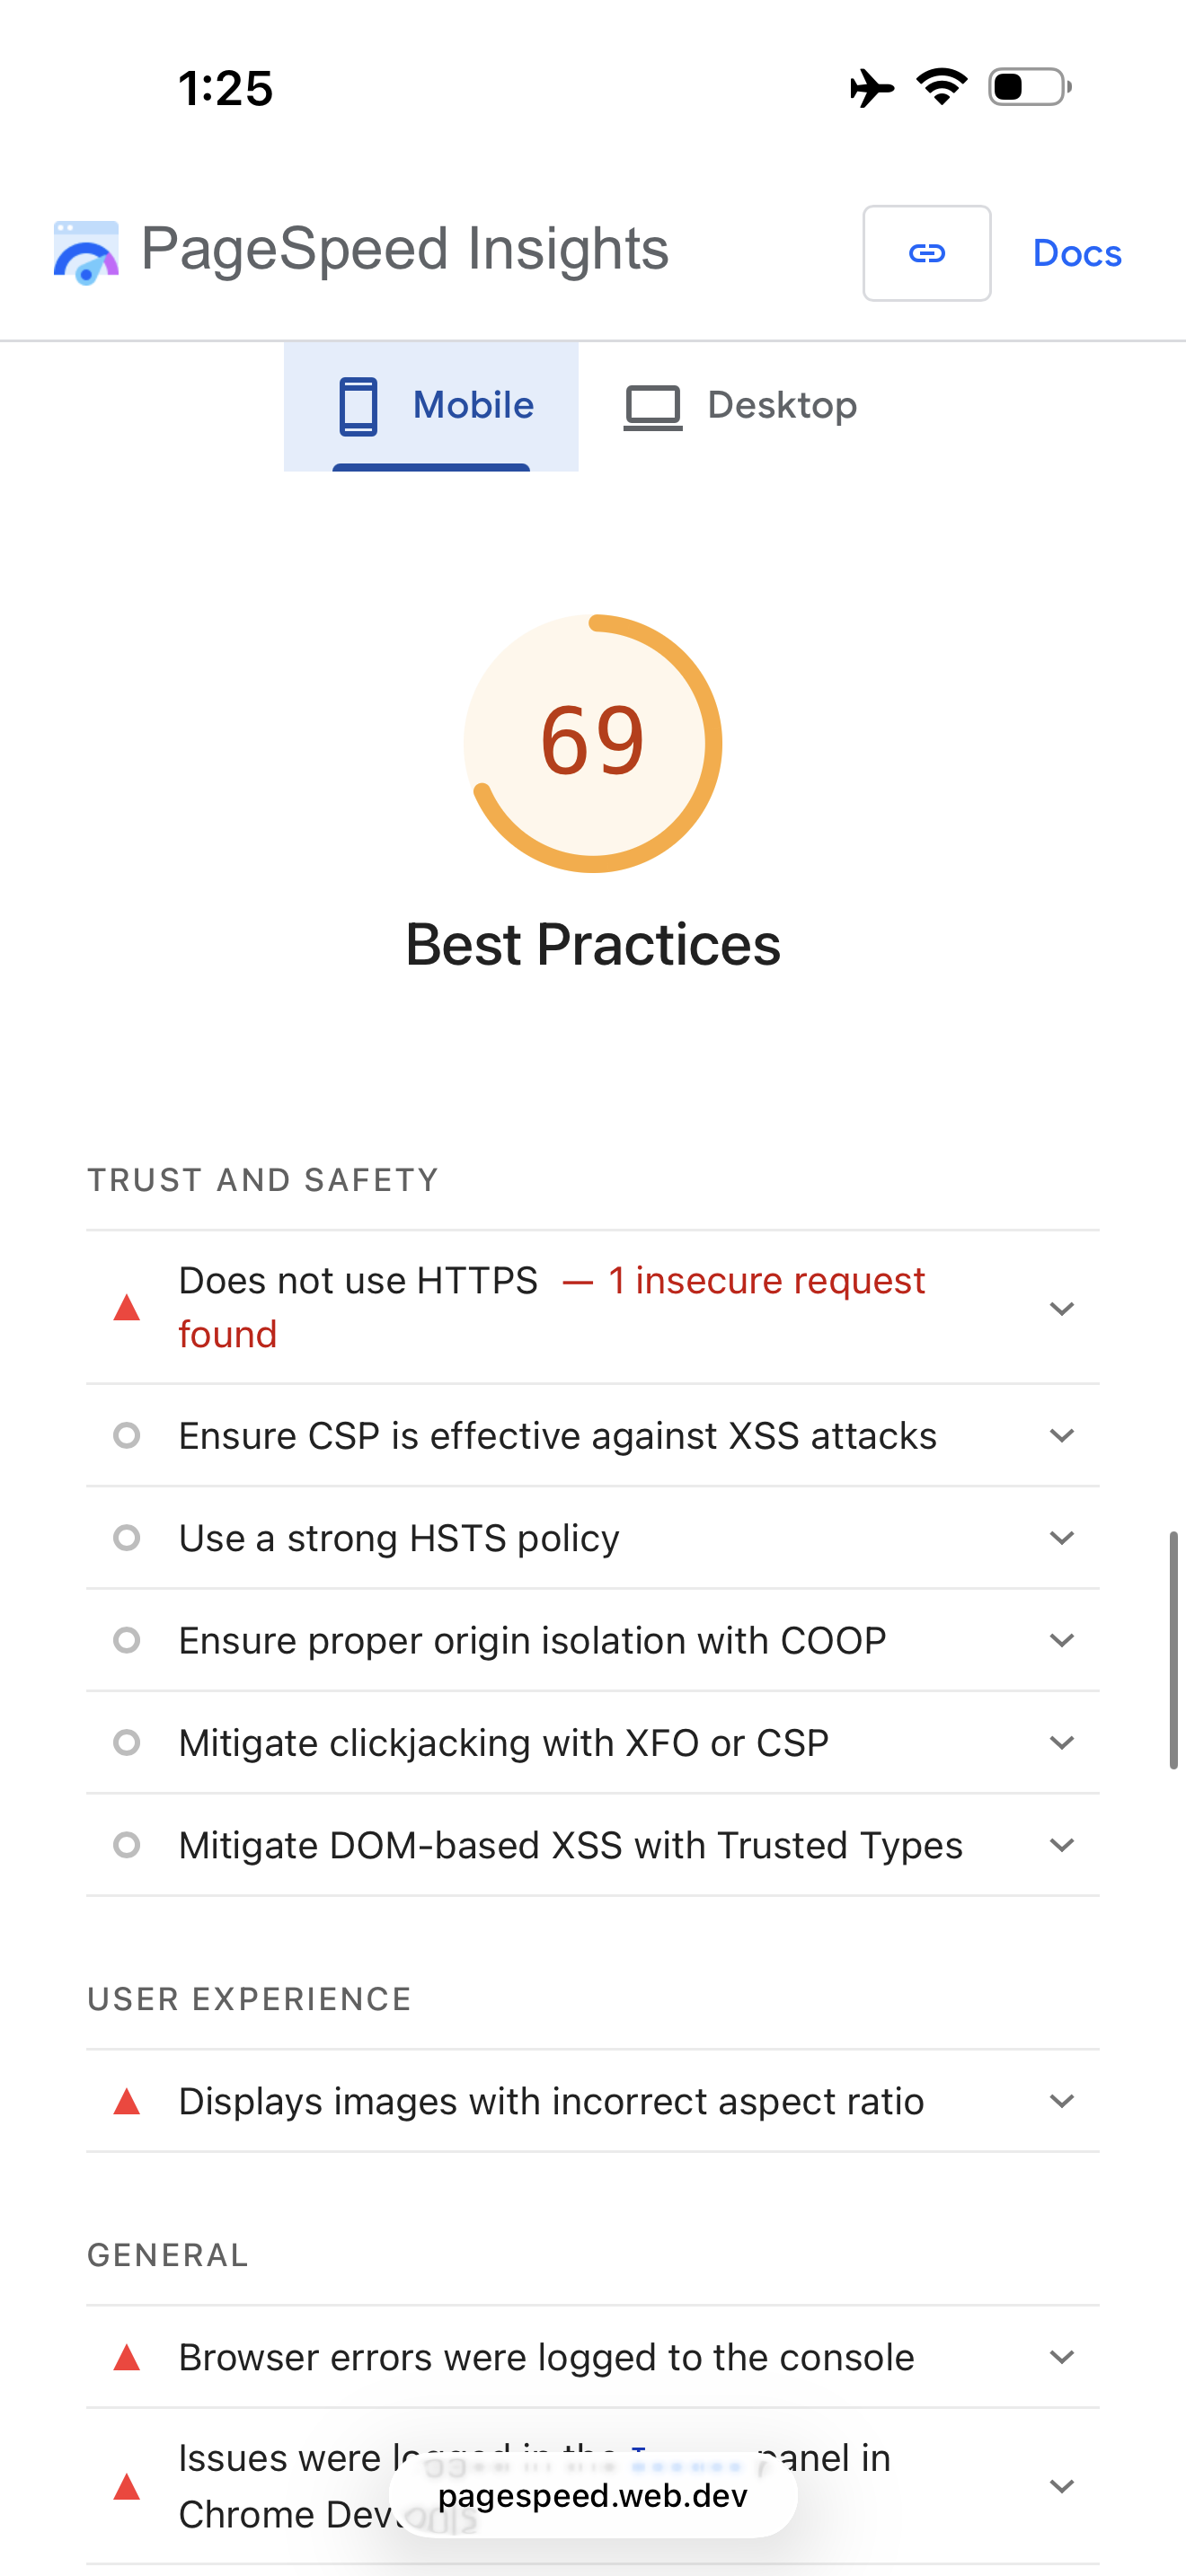 1:25
PageSpeed Insights
Docs
Mobile
Desktop
69
Best Practices
TRUST AND SAFETY
Does not use HTTPS — 1 insecure request
found
Ensure CSP is effective against XSS attacks
Use a strong HSTS policy
Ensure proper origin isolation with COOP
Mitigate clickjacking with XFO or CSP
Mitigate DOM-based XSS with Trusted Types
USER EXPERIENCE
Displays images with incorrect aspect ratio
GENERAL
Browser errors were logged to the console
Issues were logged in the panel in
Chrome
pagespeed.web.dev